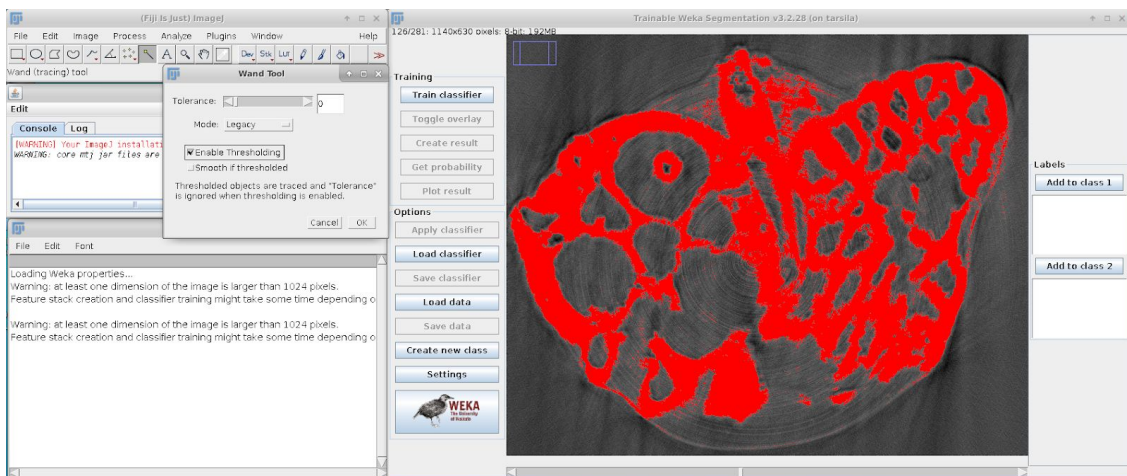 (Fiji Is Just) ImageJ
File Edit Image Process Analyze Plugins Window Help
Dev Stk LUT
Wand (tracing) tool
Edit
Console Log
[WARNING] Your ImageJ installati
WARNING: core mtj jar files are
Wand Tool
Tolerance: 0
Mode: Legacy
Enable Thresholding
Smooth if thresholded
Thresholded objects are traced and "Tolerance"
is ignored when thresholding is enabled.
Cancel OK
File Edit Font
Loading Weka properties...
Warning: at least one dimension of the image is larger than 1024 pixels.
Feature stack creation and classifier training might take some time depending o
Warning: at least one dimension of the image is larger than 1024 pixels.
Feature stack creation and classifier training might take some time depending o
Trainable Weka Segmentation v3.2.28 (on tarsila)
126/281; 1140x630 pixels; 8-bit; 192MB
Training
Train classifier
Toggle overlay
Create result
Get probability
Plot result
Options
Apply classifier
Load classifier
Save classifier
Load data
Save data
Create new class
Settings
WEKA
The University
of Waikato
Labels
Add to class 1
Add to class 2